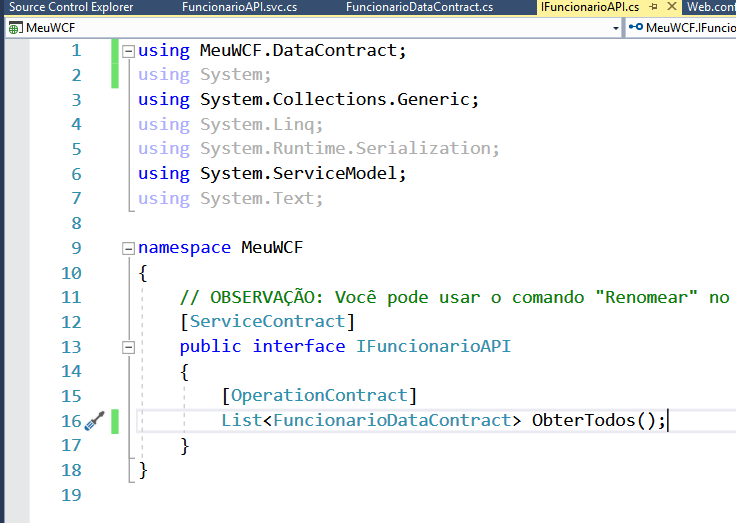 Source Control Explorer FuncionarioAPI.svc.cs FuncionarioDataContract.cs IFuncionarioAPI.cs Web.conf
MeuWCF MeuWCF.IFuncio
1 using MeuWCF.DataContract;
2 using System;
3 using System.Collections.Generic;
4 using System.Linq;
5 using System.Runtime.Serialization;
6 using System.ServiceModel;
7 using System.Text;
8
9 namespace MeuWCF
10 {
11 // OBSERVAÇÃO: Você pode usar o comando "Renomear" no
12 [ServiceContract]
13 public interface IFuncionarioAPI
14 {
15 [OperationContract]
16 List<FuncionarioDataContract> ObterTodos();
17 }
18 }
19